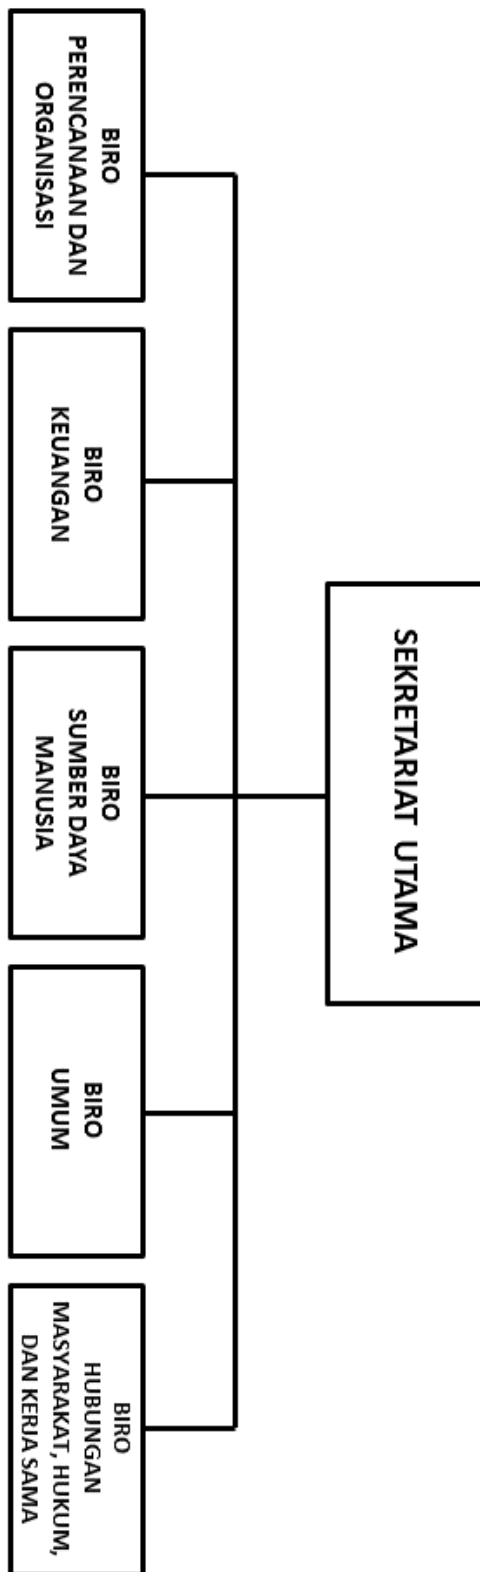 SEKRETARIAT UTAMA
BIRO
PERENCANAAN DAN
ORGANISASI
BIRO
KEUANGAN
BIRO
SUMBER DAYA
MANUSIA
BIRO
UMUM
BIRO
HUBUNGAN
MASYARAKAT, HUKUM,
DAN KERJA SAMA